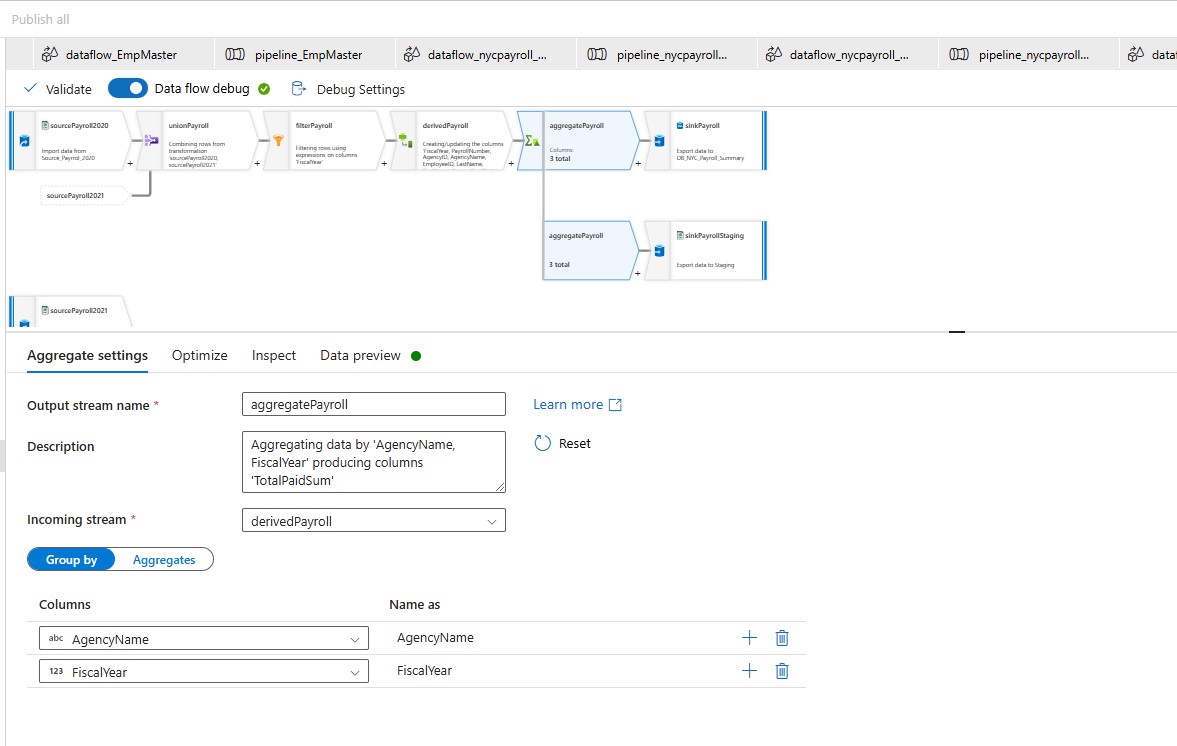 Publish all
dataflow_EmpMaster
pipeline_EmpMaster
dataflow_nycpayroll_...
pipeline_nycpayroll...
dataflow_nycpayroll_...
pipeline_nycpayroll...
data
Validate
Data flow debug
Debug Settings
sourcePayroll2020
Import data from
Source_Payroll_2020
unionPayroll
Combining rows from
transformation
'sourcePayroll2020,
sourcePayroll2021'
filterPayroll
Filtering rows using
expressions on columns
'FiscalYear'
derivedPayroll
Creating/updating the columns
'FiscalYear, PayrollNumber,
AgencyID, AgencyName,
EmployeeID, LastName,
aggregatePayroll
Columns:
3 total
sinkPayroll
Export data to
DB_NYC_Payroll_Summary
+
+
+
+
+
sourcePayroll2021
aggregatePayroll
3 total
+
sinkPayrollStaging
Export data to Staging
sourcePayroll2021
Aggregate settings
Optimize
Inspect
Data preview
Output stream name *
aggregatePayroll
Learn more
Description
Aggregating data by 'AgencyName,
FiscalYear' producing columns
'TotalPaidSum'
Reset
Incoming stream *
derivedPayroll
Group by
Aggregates
Columns
Name as
abc AgencyName
AgencyName
123 FiscalYear
FiscalYear